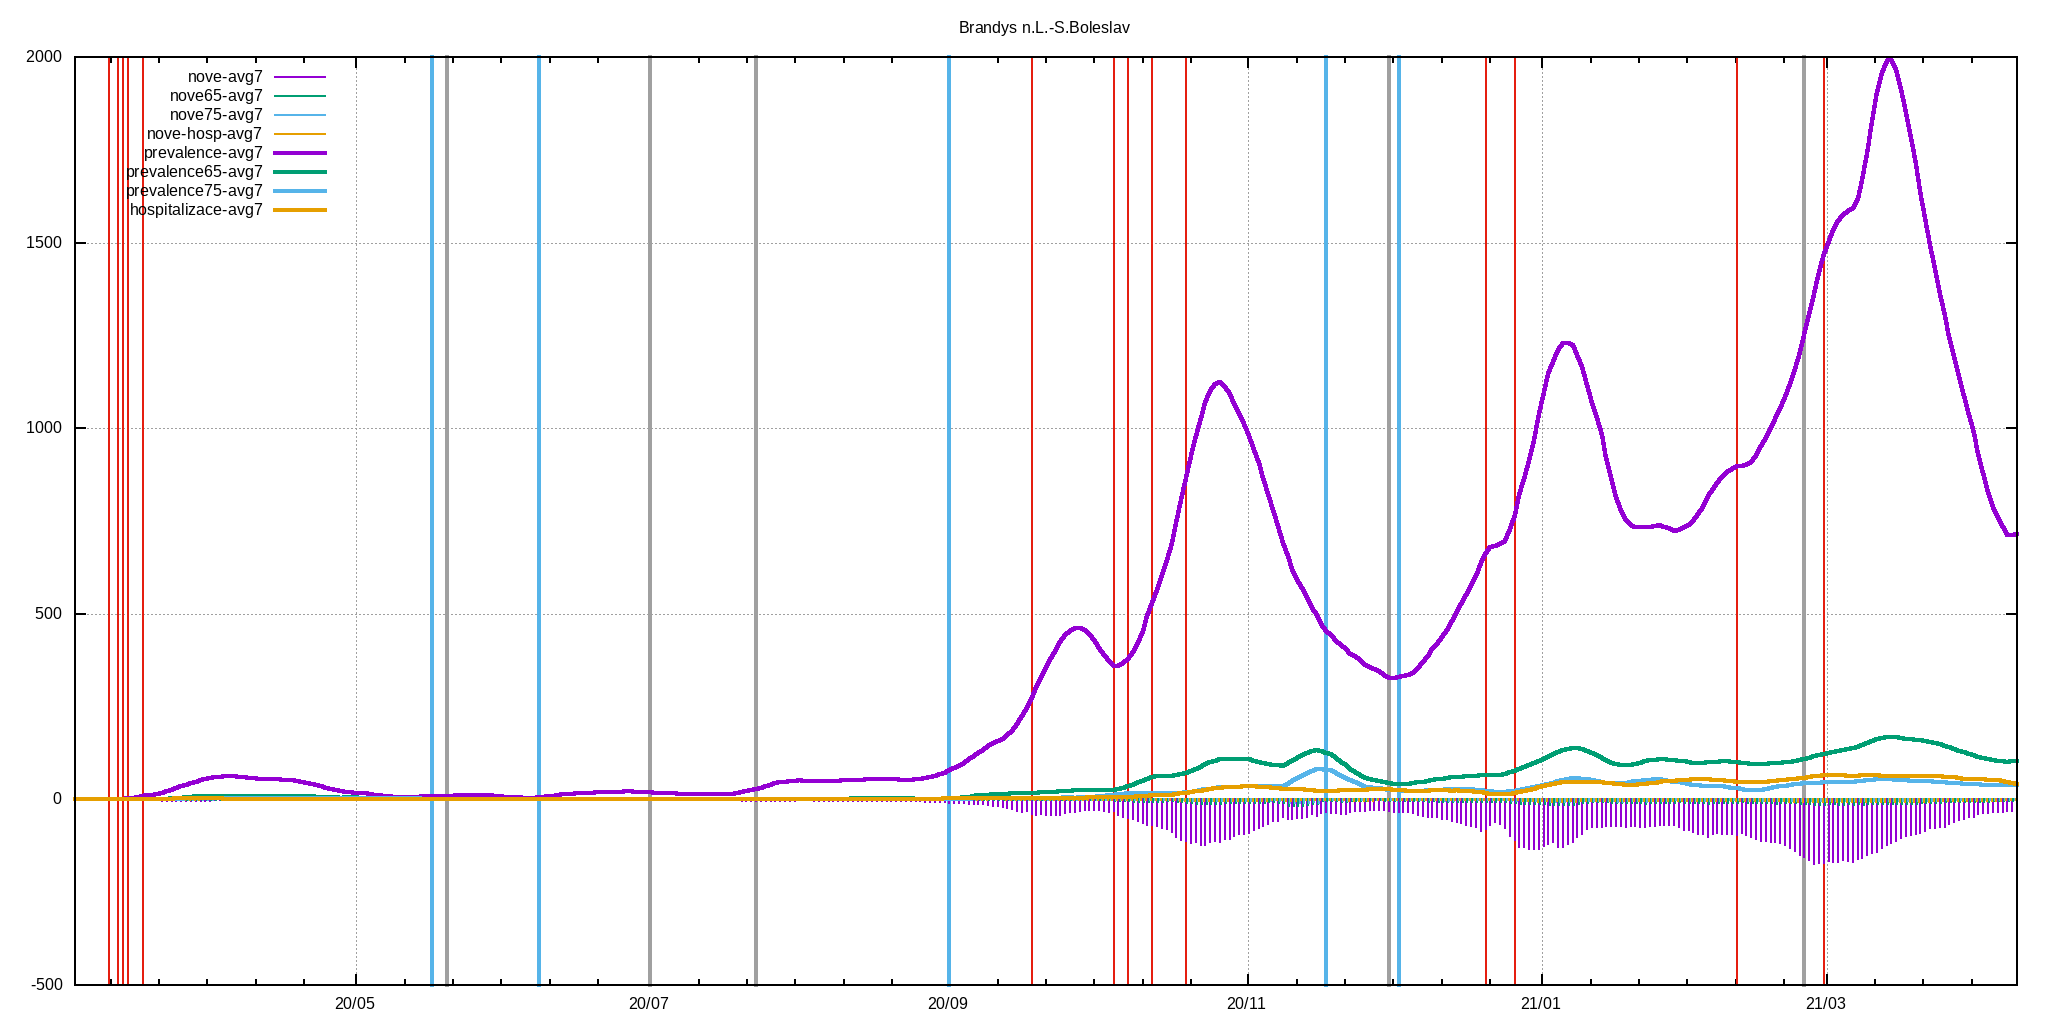 Brandys n.L.-S.Boleslav
2000
1500
1000
500
0
-500
nove-avg7
nove65-avg7
nove75-avg7
nove-hosp-avg7
prevalence-avg7
prevalence65-avg7
prevalence75-avg7
hospitalizace-avg7
20/05 20/07 20/09 20/11 21/01 21/03